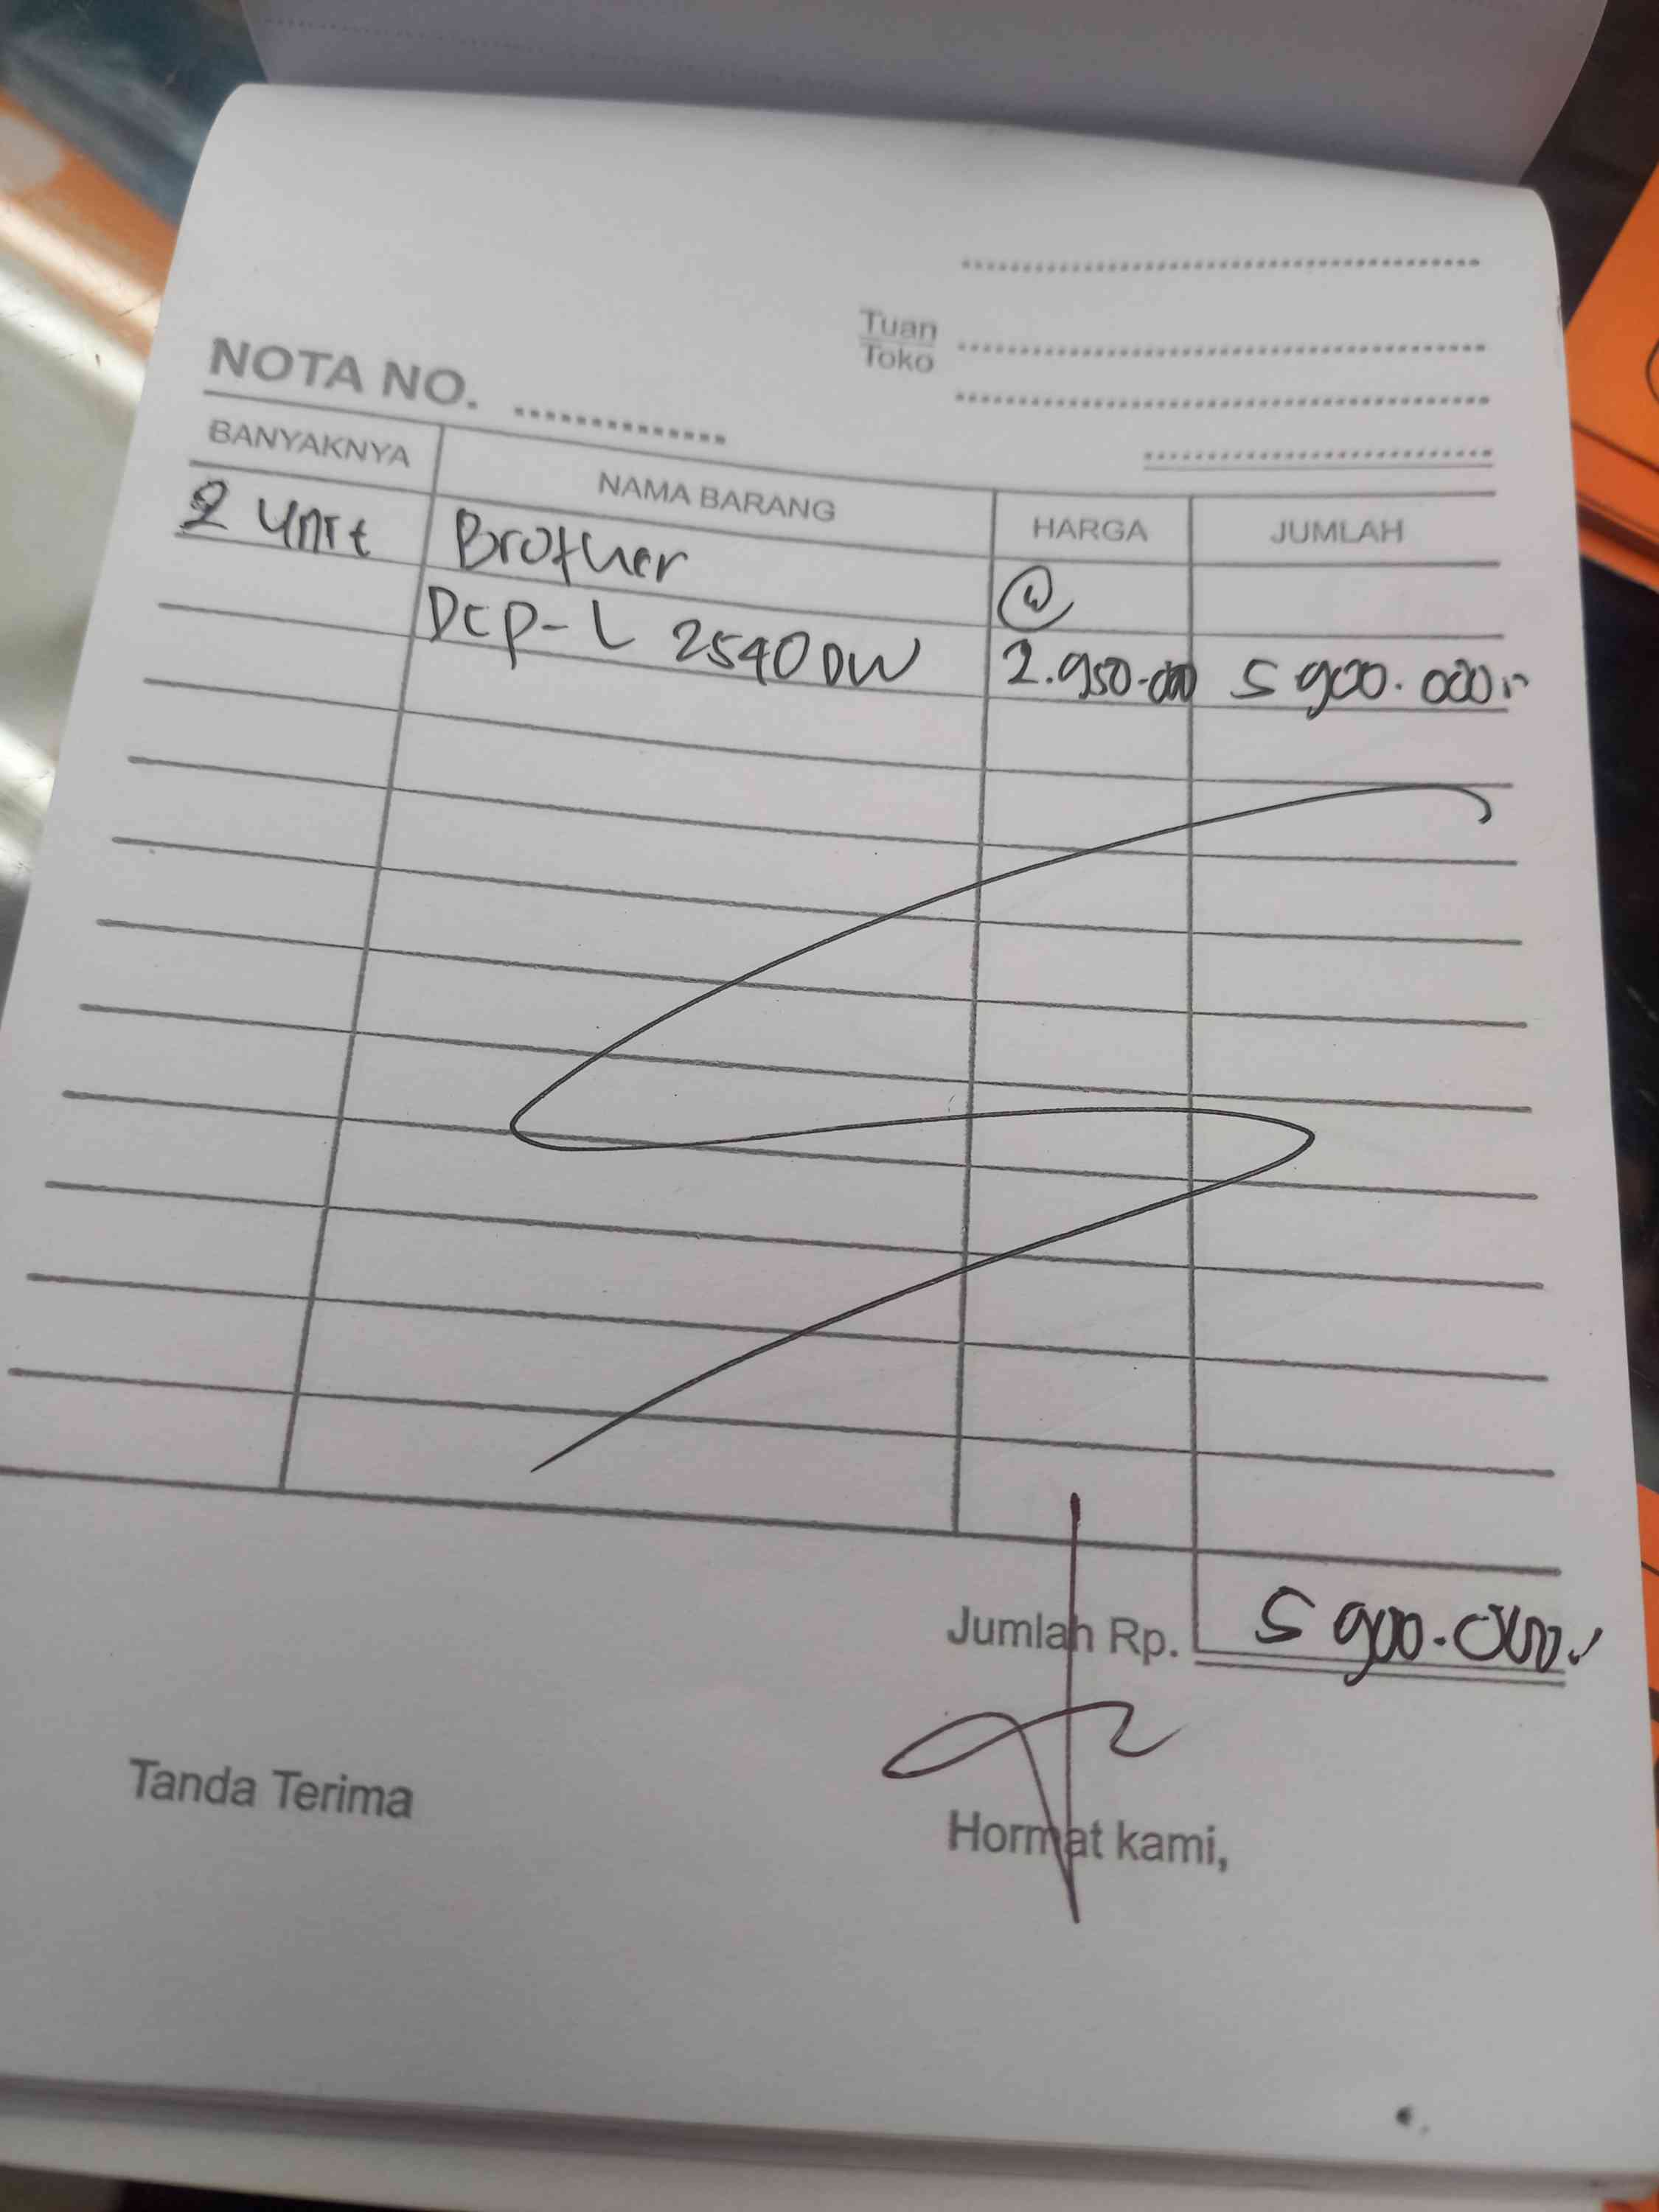 Tuan
Toko
NOTA NO.
BANYAKNYA NAMA BARANG HARGA JUMLAH
2 Unit Brother @
DCP-L 2540 DW 2.950.000 5 900.000,-
Jumlah Rp. 5 900.000,-
Tanda Terima Hormat kami,